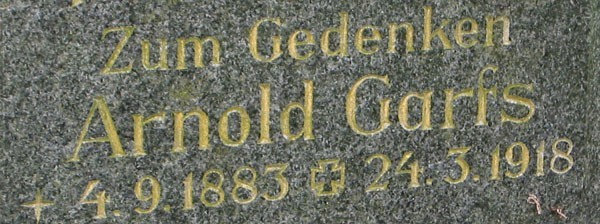 Zum Gedenken
Arnold Garfs
+ 4.9.1883 ✠ 24.3.1918